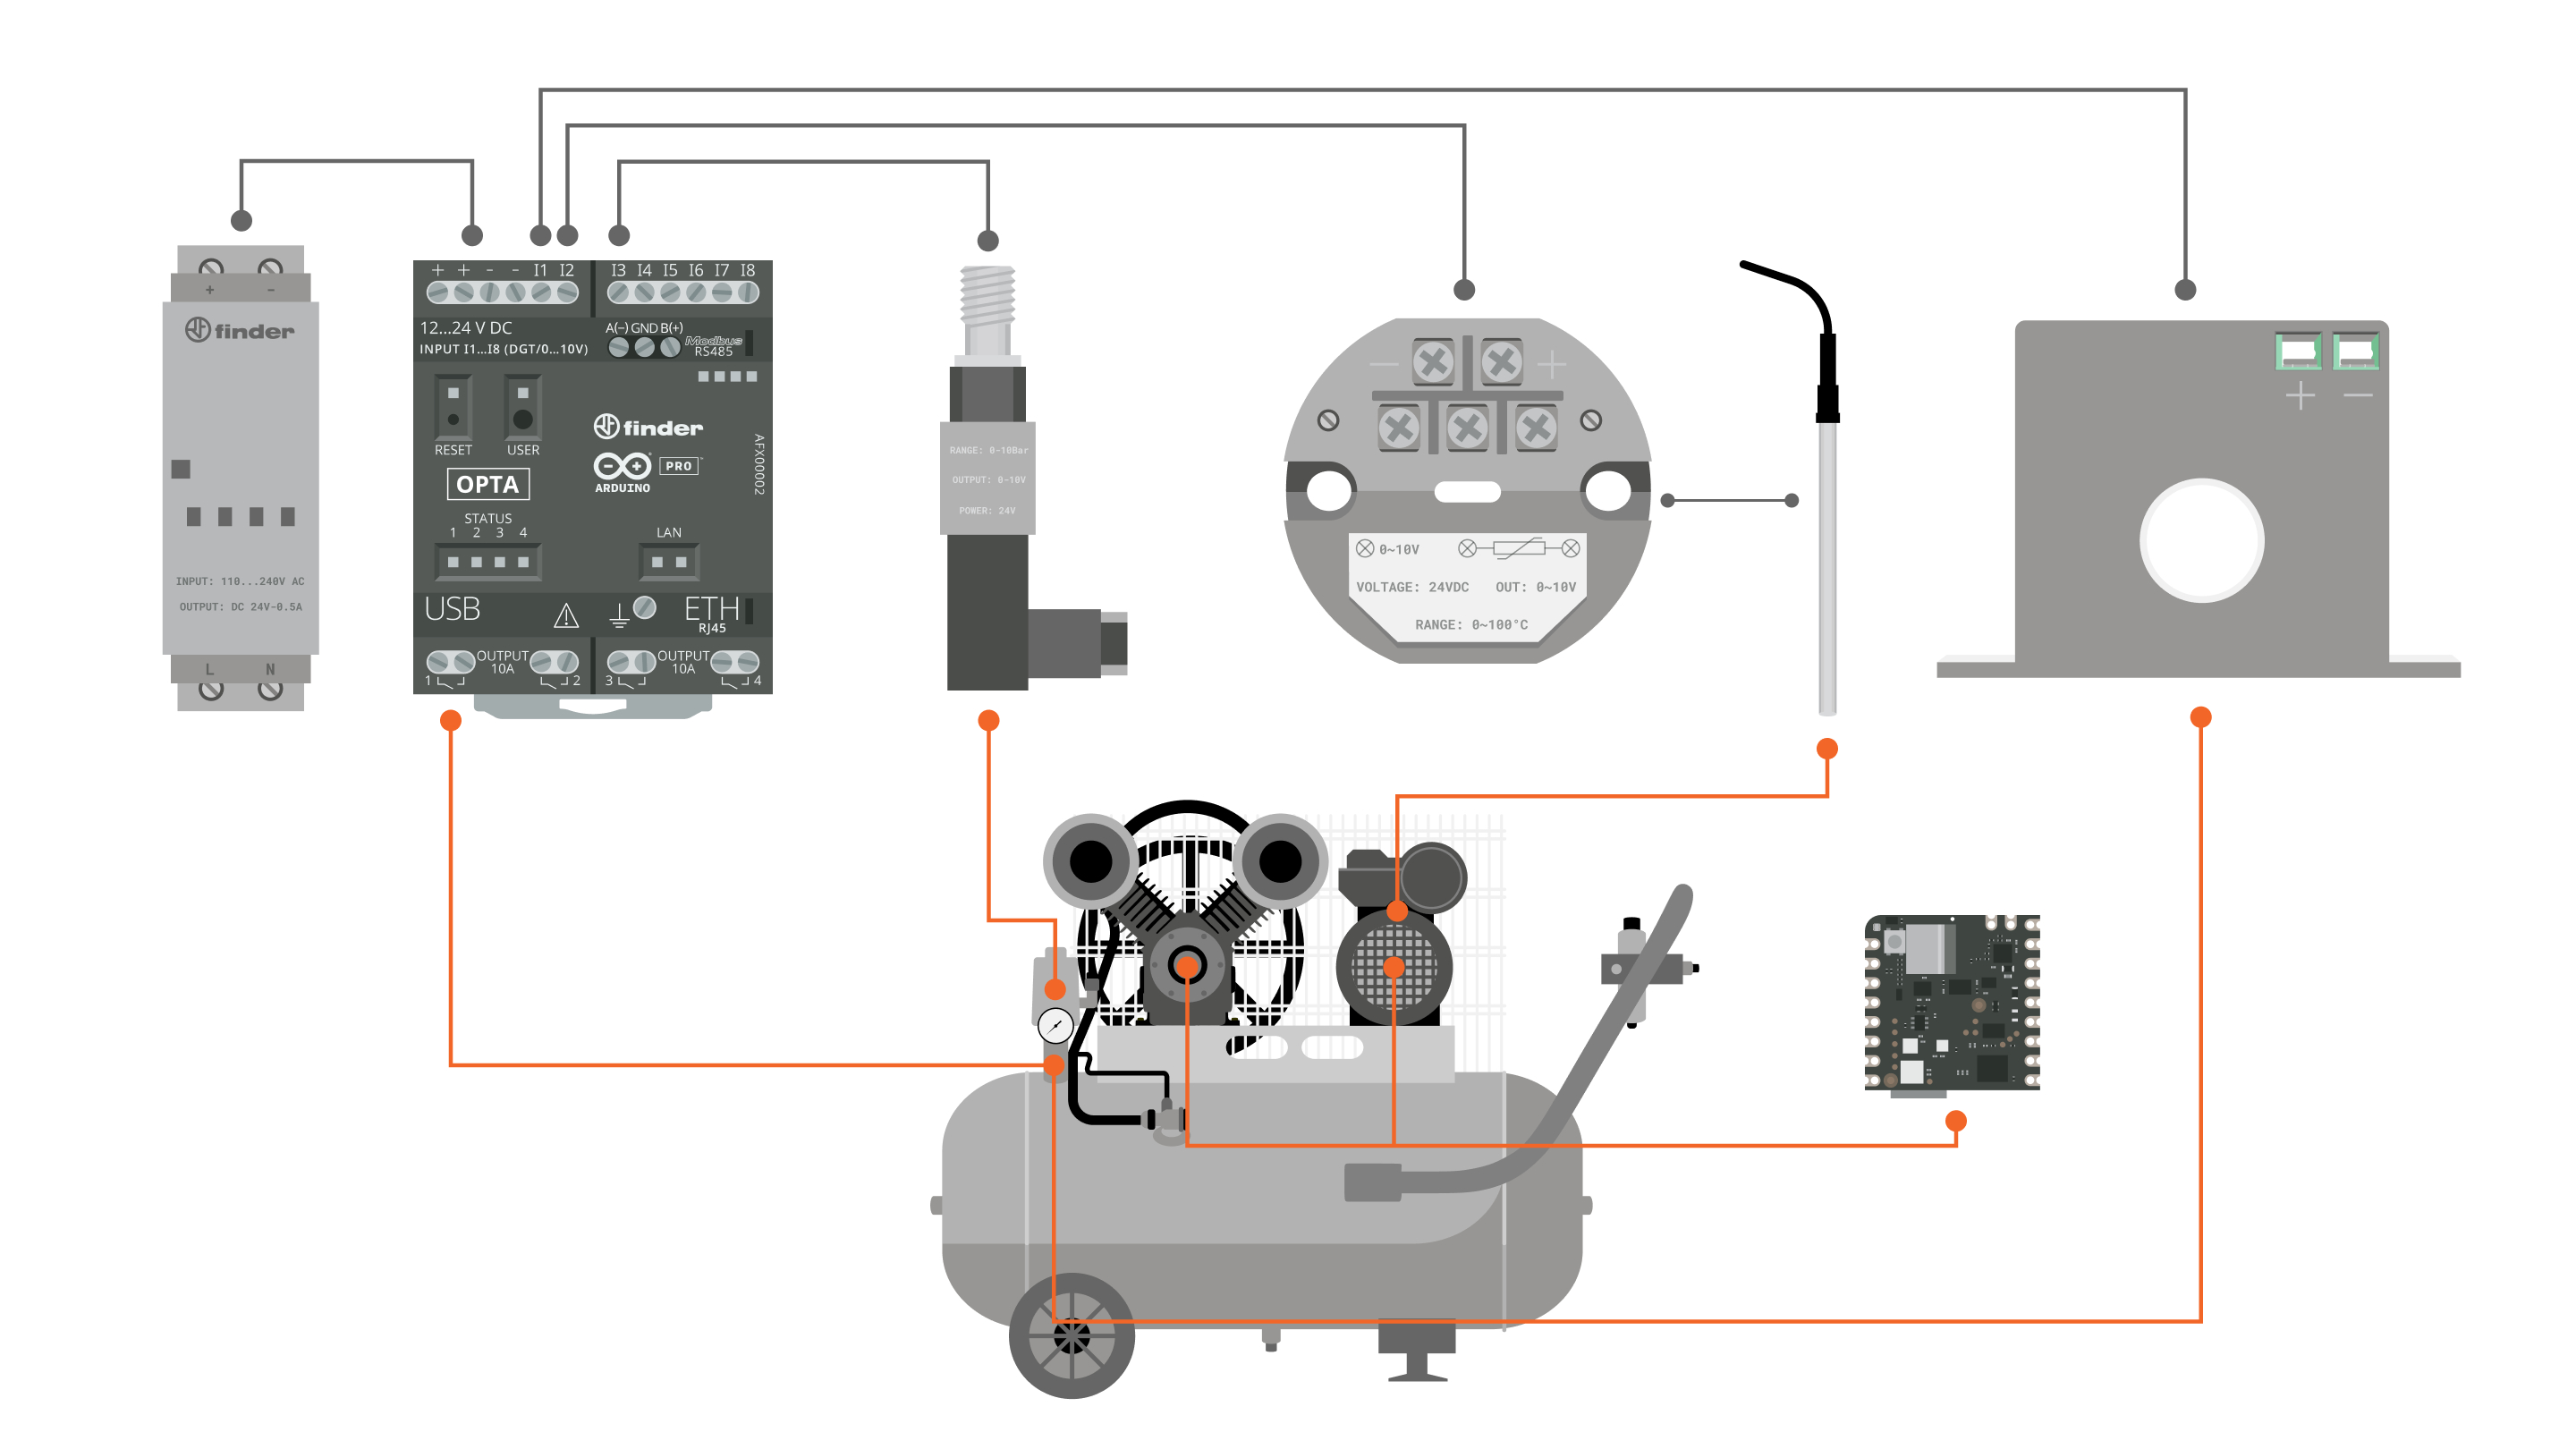 + -
finder
INPUT: 110...240V AC
OUTPUT: DC 24V-0.5A
L N
+ + - - I1 I2 I3 I4 I5 I6 I7 I8
12...24 V DC
INPUT I1...I8 (DGT/0...10V)
A(-) GND B(+)
Modbus
RS485
RESET USER
finder
ARDUINO
PRO
AFX00002
OPTA
STATUS
1 2 3 4
LAN
USB
ETH
RJ45
OUTPUT
10A
1 2
OUTPUT
10A
3 4
RANGE: 0-10Bar
OUTPUT: 0-10V
POWER: 24V
— +
0~10V
VOLTAGE: 24VDC OUT: 0~10V
RANGE: 0~100°C
+ —